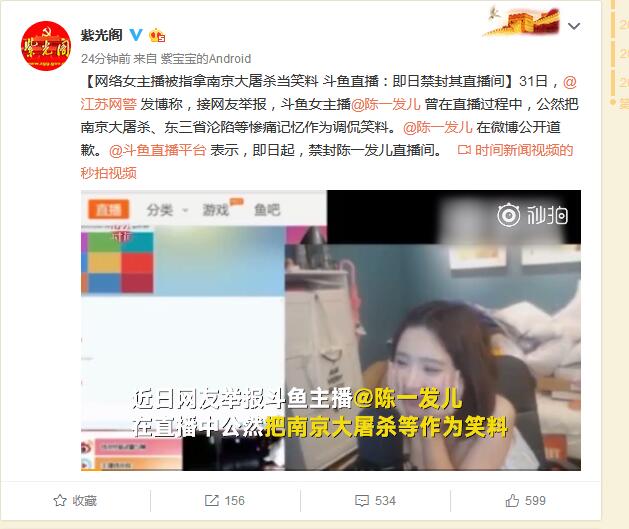 紫光阁
紫光阁
24分钟前 来自 紫宝宝的Android
【网络女主播被指拿南京大屠杀当笑料 斗鱼直播：即日禁封其直播间】31日，@
江苏网警 发博称，接网友举报，斗鱼女主播@陈一发儿 曾在直播过程中，公然把
南京大屠杀、东三省沦陷等惨痛记忆作为调侃笑料。@陈一发儿 在微博公开道
歉。@斗鱼直播平台 表示，即日起，禁封陈一发儿直播间。 时间新闻视频的
秒拍视频
直播 分类 游戏 鱼吧
秒拍
近日网友举报斗鱼主播@陈一发儿
在直播中公然把南京大屠杀等作为笑料
收藏 156 534 599